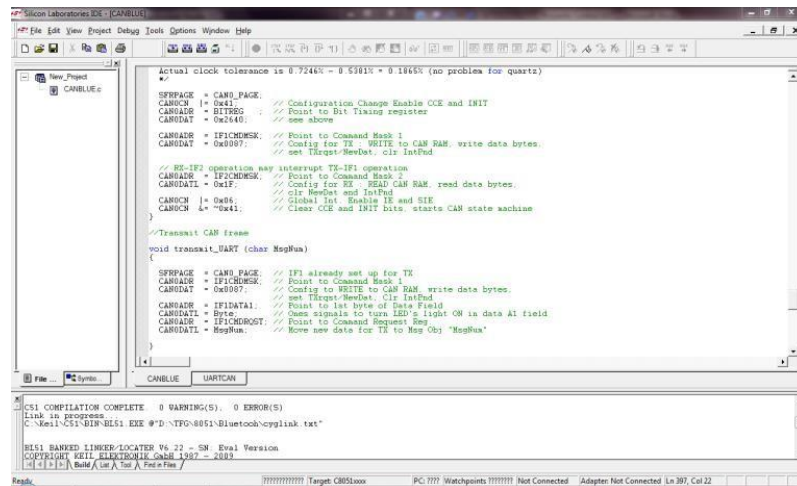 Silicon Laboratories IDE - [CANBLUE]
File Edit View Project Debug Tools Options Window Help
New_Project
CANBLUE.c
Actual clock tolerance is 0.7246% - 0.5381% = 0.1865% (no problem for quartz)
*/
SFRPAGE = CAN0_PAGE;
CAN0CN |= 0x41; // Configuration Change Enable CCE and INIT
CAN0ADR = BITREG ; // Point to Bit Timing register
CAN0DAT = 0x2640; // see above
CAN0ADR = IF1CMDMSK; // Point to Command Mask 1
CAN0DAT = 0x0087; // Config for TX : WRITE to CAN RAM, write data bytes,
// set TXrqst/NewDat, clr IntPnd
// RX-IF2 operation may interrupt TX-IF1 operation
CAN0ADR = IF2CMDMSK; // Point to Command Mask 2
CAN0DATL = 0x1F; // Config for RX : READ CAN RAM, read data bytes,
// clr NewDat and IntPnd
CAN0CN |= 0x06; // Global Int. Enable IE and SIE
CAN0CN &= ~0x41; // Clear CCE and INIT bits, starts CAN state machine
}
//Transmit CAN frame
void transmit_UART (char MsgNum)
{
SFRPAGE = CAN0_PAGE; // IF1 already set up for TX
CAN0ADR = IF1CMDMSK; // Point to Command Mask 1
CAN0DAT = 0x0087; // Config to WRITE to CAN RAM, write data bytes,
// set TXrqst/NewDat, Clr IntPnd
CAN0ADR = IF1DATA1; // Point to 1st byte of Data Field
CAN0DATL = Byte; // Ones signals to turn LED's light ON in data A1 field
CAN0ADR = IF1CMDRQST; // Point to Command Request Reg
CAN0DATL = MsgNum; // Move new data for TX to Msg Obj "MsgNum"
}
File ... Symbo...
CANBLUE UARTCAN
C51 COMPILATION COMPLETE. 0 WARNING(S), 0 ERROR(S)
Link in progress...
C:\Keil\C51\BIN\BL51.EXE @"D:\TFG\8051\Bluetooh\cyglink.txt"
BL51 BANKED LINKER/LOCATER V6.22 - SN: Eval Version
COPYRIGHT KEIL ELEKTRONIK GmbH 1987 - 2009
Build List Tool Find in Files
Ready ???????????? Target: C8051xxxx PC: ???? Watchpoints ???????? Not Connected Adapter: Not Connected Ln 397, Col 22